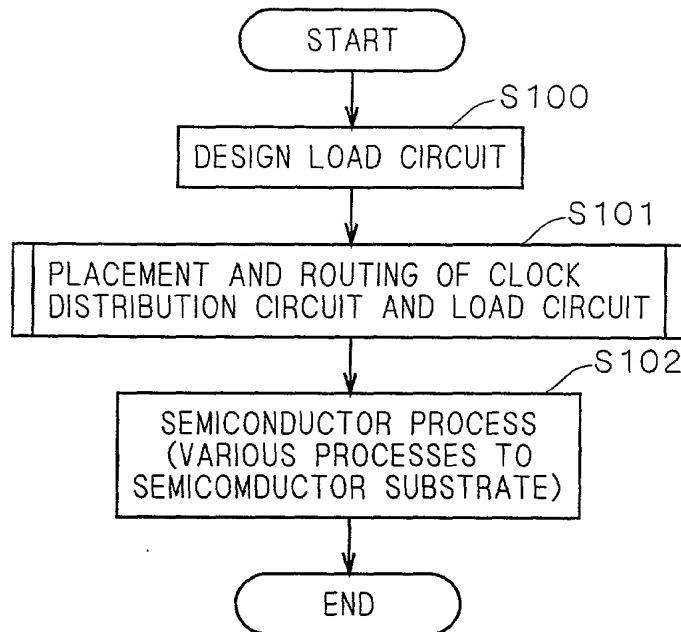 START
S100
DESIGN LOAD CIRCUIT
S101
PLACEMENT AND ROUTING OF CLOCK
DISTRIBUTION CIRCUIT AND LOAD CIRCUIT
S102
SEMICONDUCTOR PROCESS
(VARIOUS PROCESSES TO
SEMICOMDUCTOR SUBSTRATE)
END